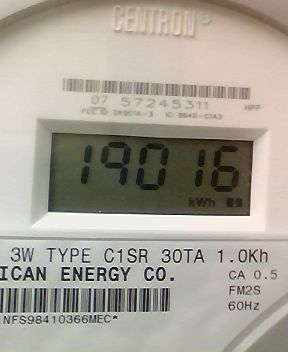 CENTRON®
07 57245311
HPP
19016
kWh
3W TYPE C1SR 30TA 1.0Kh
ICAN ENERGY CO.
CA 0.5
FM2S
60Hz
NFS98410366MEC*